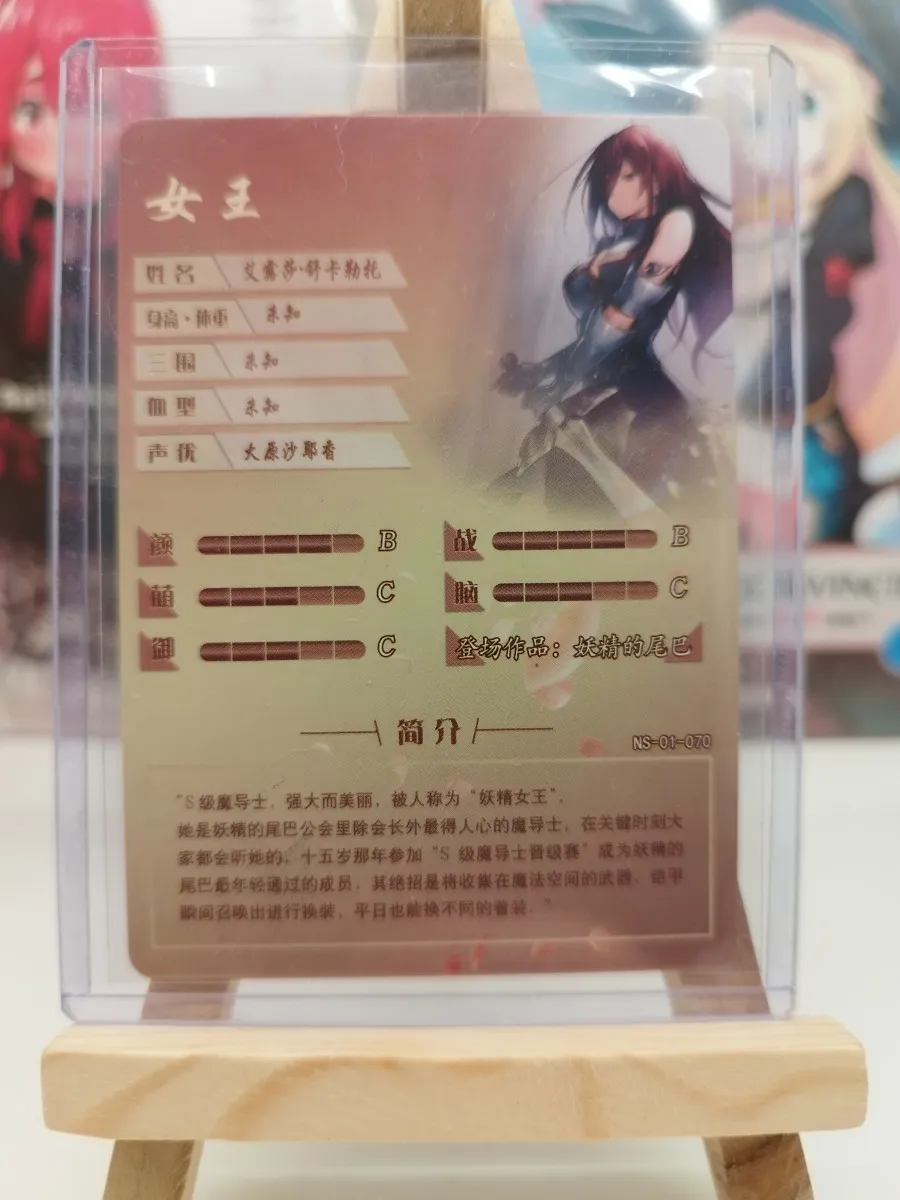 女王
姓名 艾露莎·舒卡勒托
身高·体重 未知
三围 未知
血型 未知
声优 大原沙耶香
颜 B 战 B
萌 C 脑 C
御 C 登场作品：妖精的尾巴
简介
NS-01-070
“S 级魔导士，强大而美丽，被人称为“妖精女王”，
她是妖精的尾巴公会里除会长外最得人心的魔导士，在关键时刻大
家都会听她的；十五岁那年参加“S 级魔导士晋级赛”成为妖精的
尾巴最年轻通过的成员，其绝招是将收集在魔法空间的武器、铠甲
瞬间召唤出进行换装，平日也能换不同的着装。”